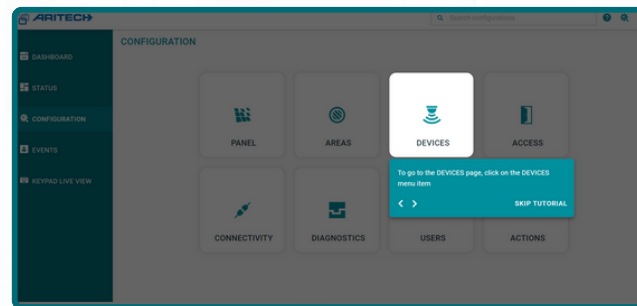 ARITECH
Search configurations
CONFIGURATION
DASHBOARD
STATUS
CONFIGURATION
EVENTS
KEYPAD LIVE VIEW
PANEL
AREAS
DEVICES
ACCESS
To go to the DEVICES page, click on the DEVICES
menu item
SKIP TUTORIAL
CONNECTIVITY
DIAGNOSTICS
USERS
ACTIONS